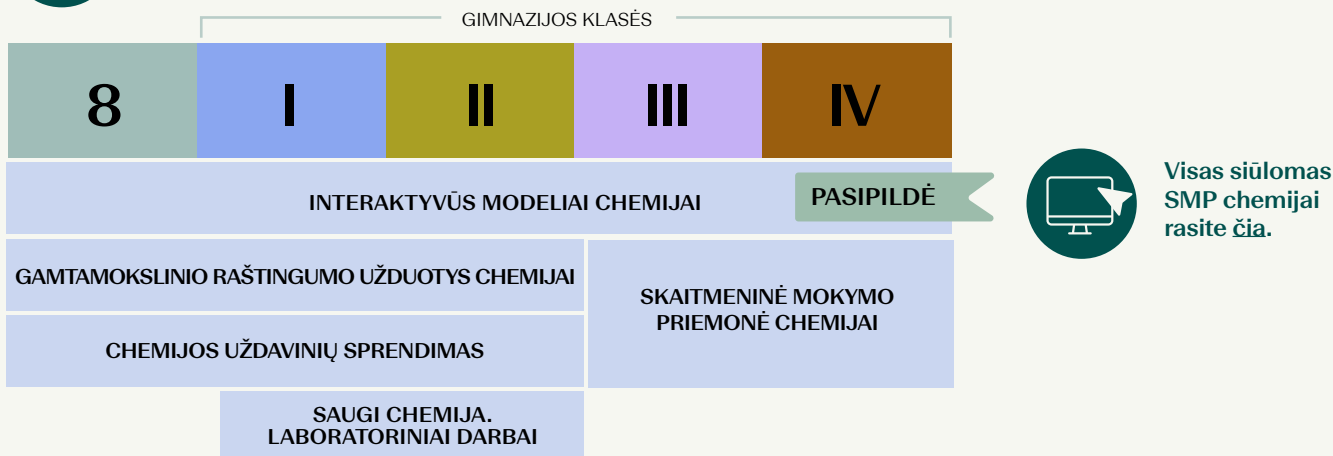 GIMNAZIJOS KLASĖS
8
I
II
III
IV
INTERAKTYVŪS MODELIAI CHEMIJAI
PASIPILDĖ
Visas siūlomas
SMP chemijai
rasite čia.
GAMTAMOKSLINIO RAŠTINGUMO UŽDUOTYS CHEMIJAI
SKAITMENINĖ MOKYMO
PRIEMONĖ CHEMIJAI
CHEMIJOS UŽDAVINIŲ SPRENDIMAS
SAUGI CHEMIJA.
LABORATORINIAI DARBAI